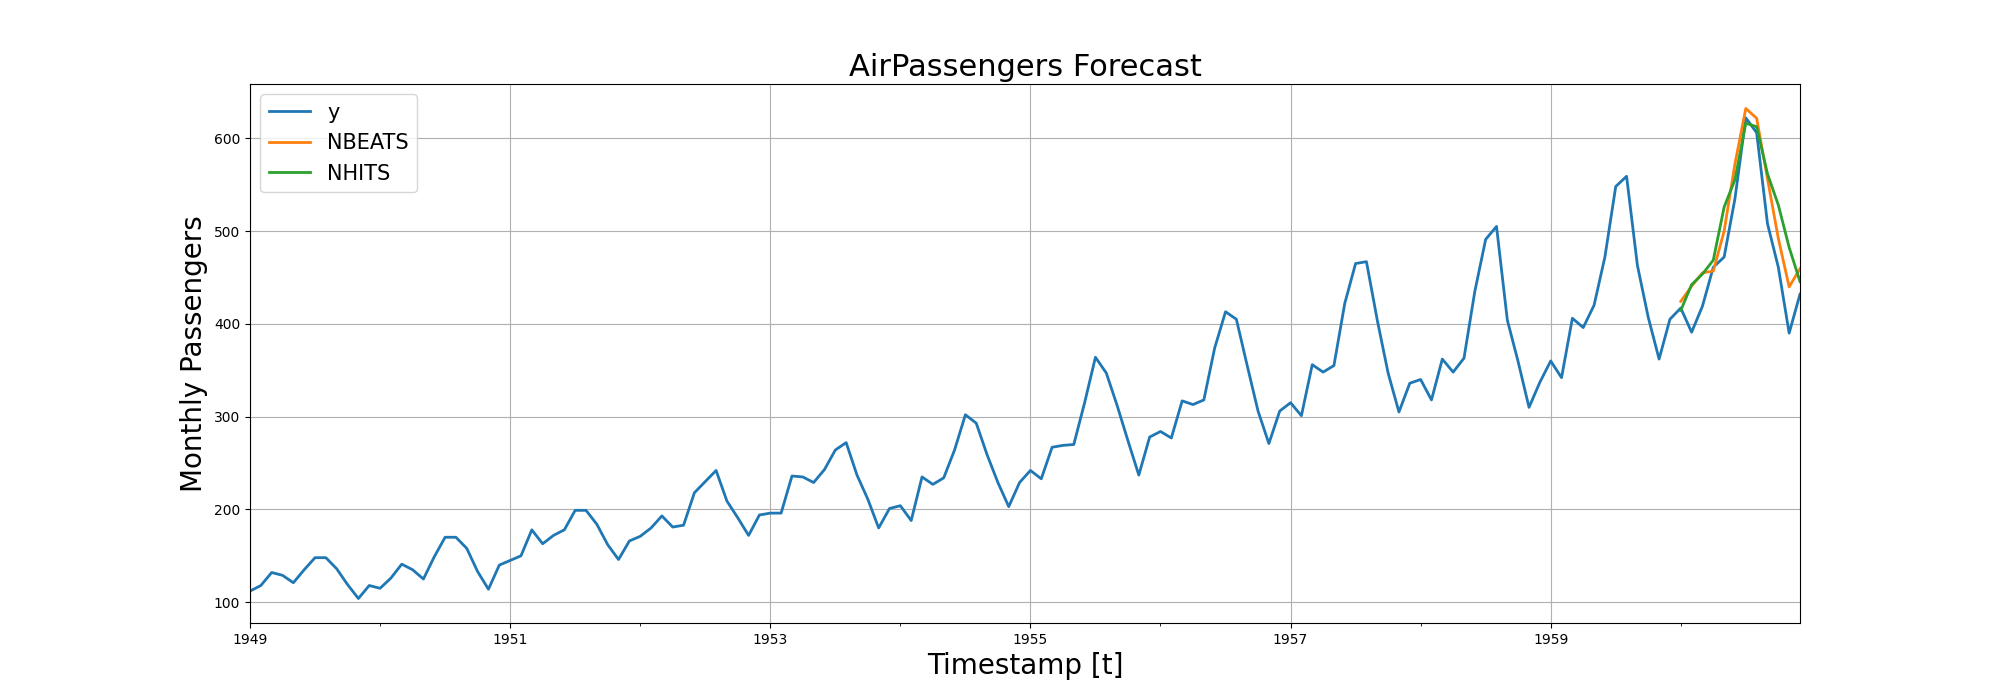 AirPassengers Forecast
y
NBEATS
NHITS
Monthly Passengers
600
500
400
300
200
100
1949
1951
1953
1955
1957
1959
Timestamp [t]